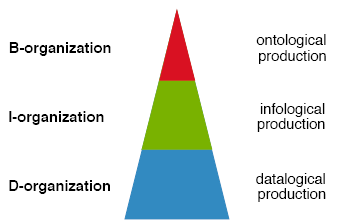 B-organization
ontological
production
I-organization
infological
production
D-organization
datalogical
production